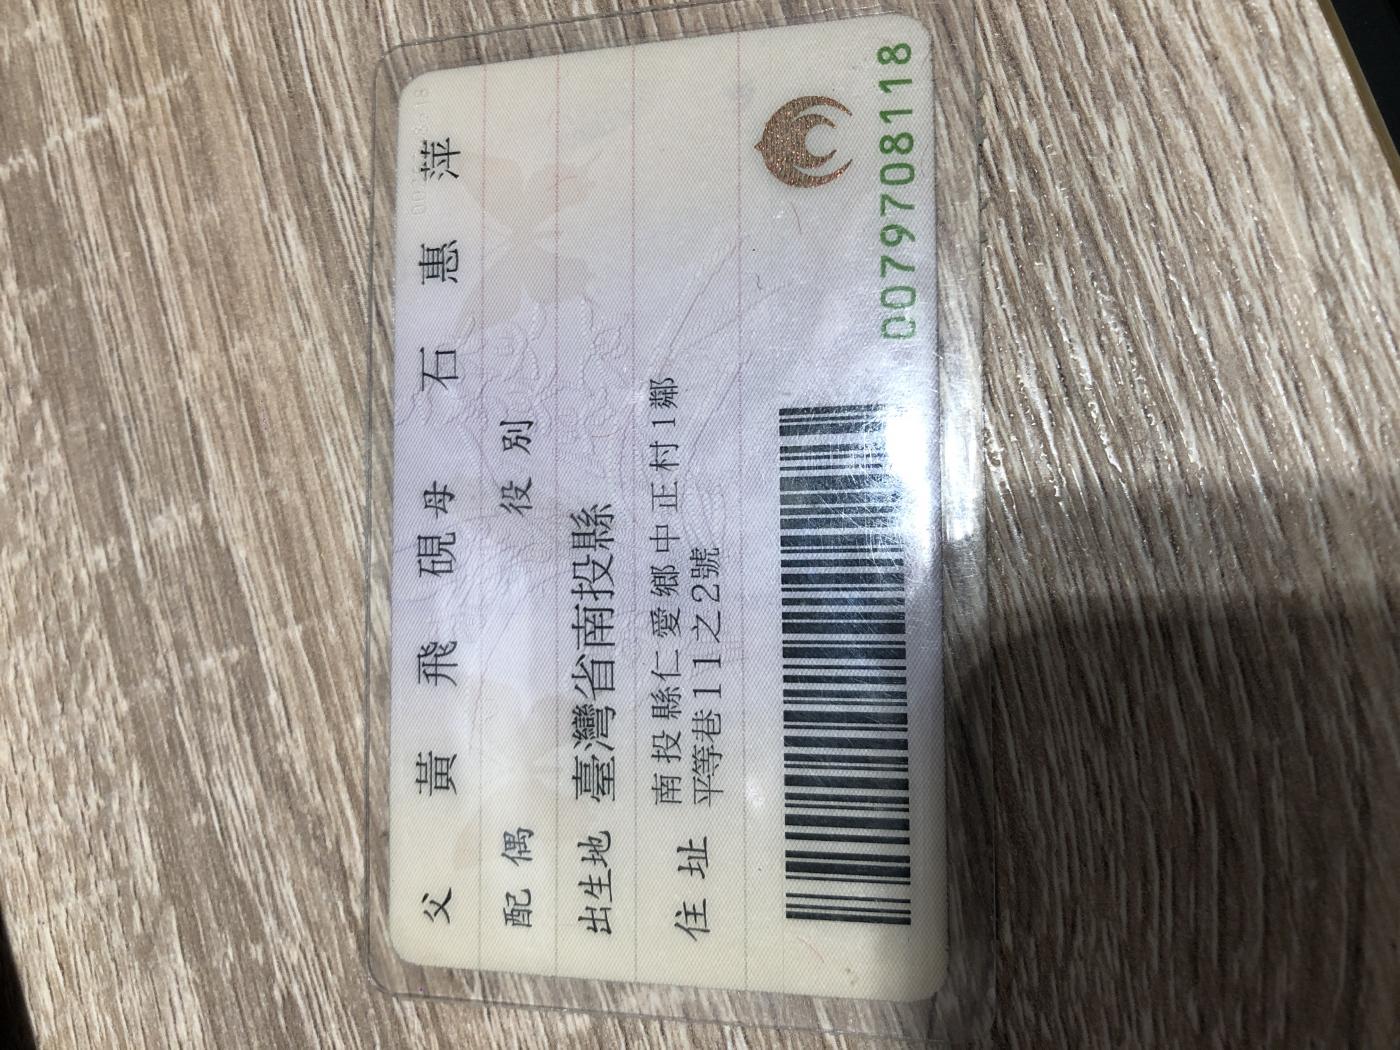 父 黃飛硯 母 石惠萍
配偶 役別
出生地 臺灣省南投縣
住址 南投縣仁愛鄉中正村1鄰
平等巷11之2號
0079708118